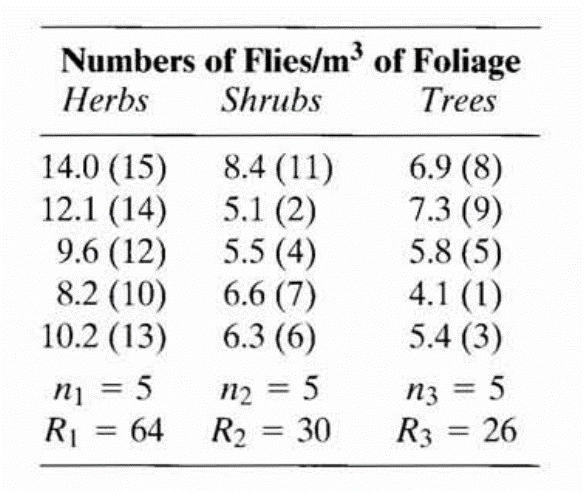 Numbers of Flies/m³ of Foliage
Herbs Shrubs Trees
14.0 (15) 8.4 (11) 6.9 (8)
12.1 (14) 5.1 (2) 7.3 (9)
9.6 (12) 5.5 (4) 5.8 (5)
8.2 (10) 6.6 (7) 4.1 (1)
10.2 (13) 6.3 (6) 5.4 (3)
n₁ = 5 n₂ = 5 n₃ = 5
R₁ = 64 R₂ = 30 R₃ = 26